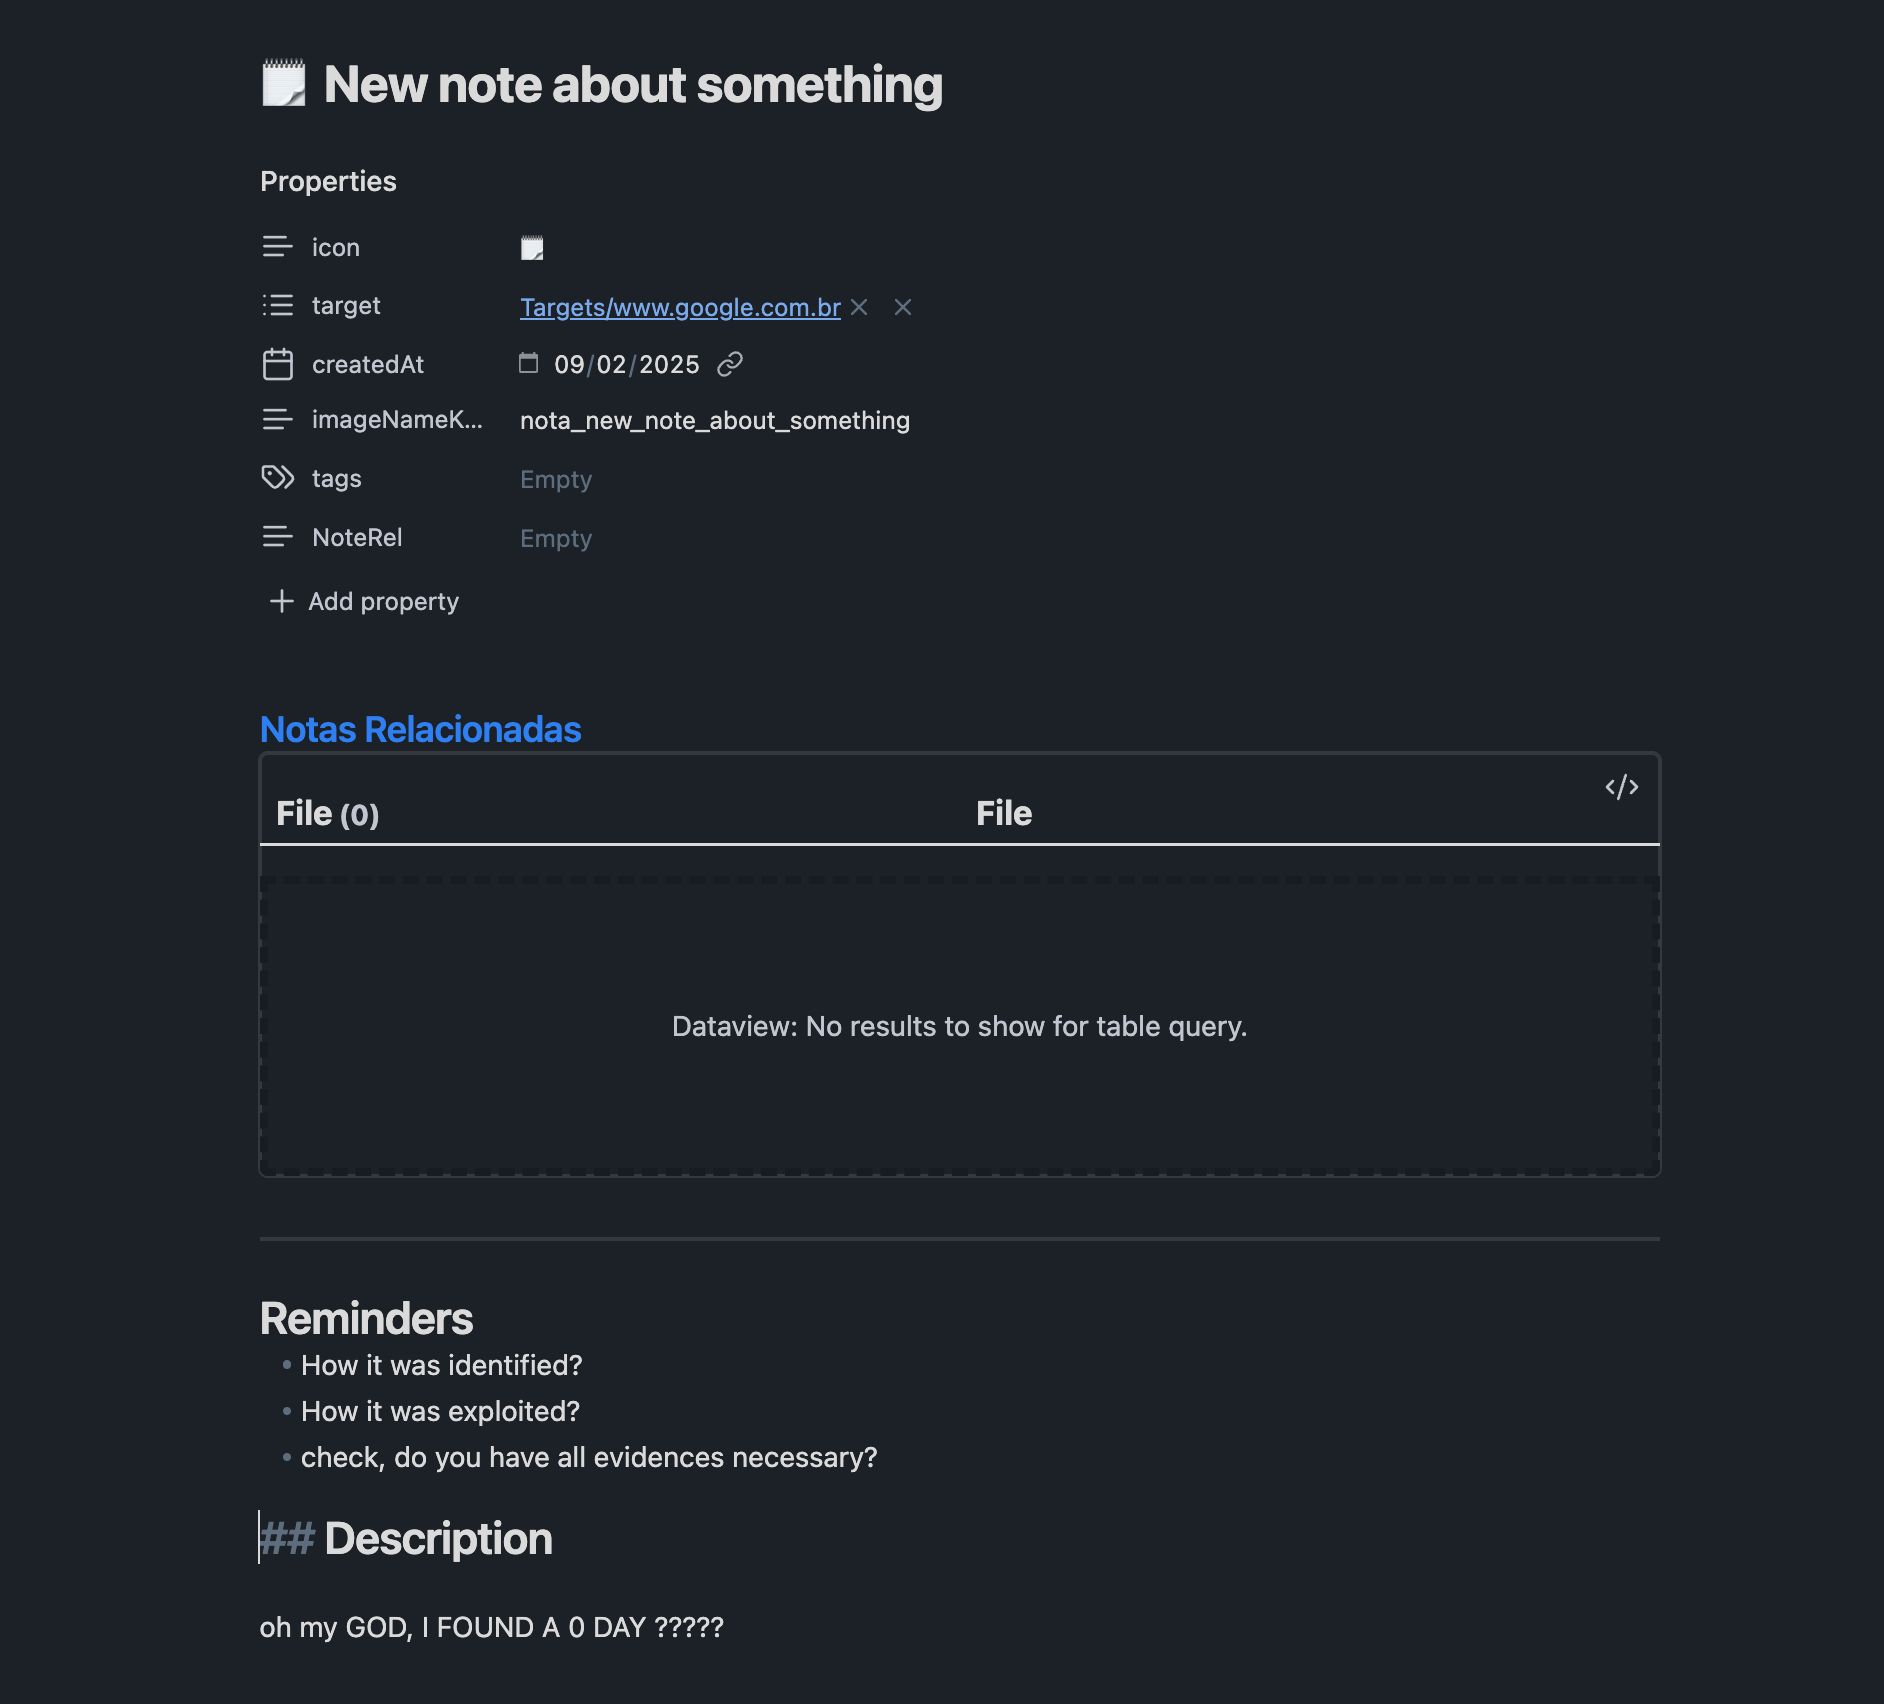 New note about something
Properties
icon
target Targets/www.google.com.br
createdAt 09/02/2025
imageNameK... nota_new_note_about_something
tags Empty
NoteRel Empty
Add property
Notas Relacionadas
File (0) File
Dataview: No results to show for table query.
Reminders
• How it was identified?
• How it was exploited?
• check, do you have all evidences necessary?
## Description
oh my GOD, I FOUND A 0 DAY ?????